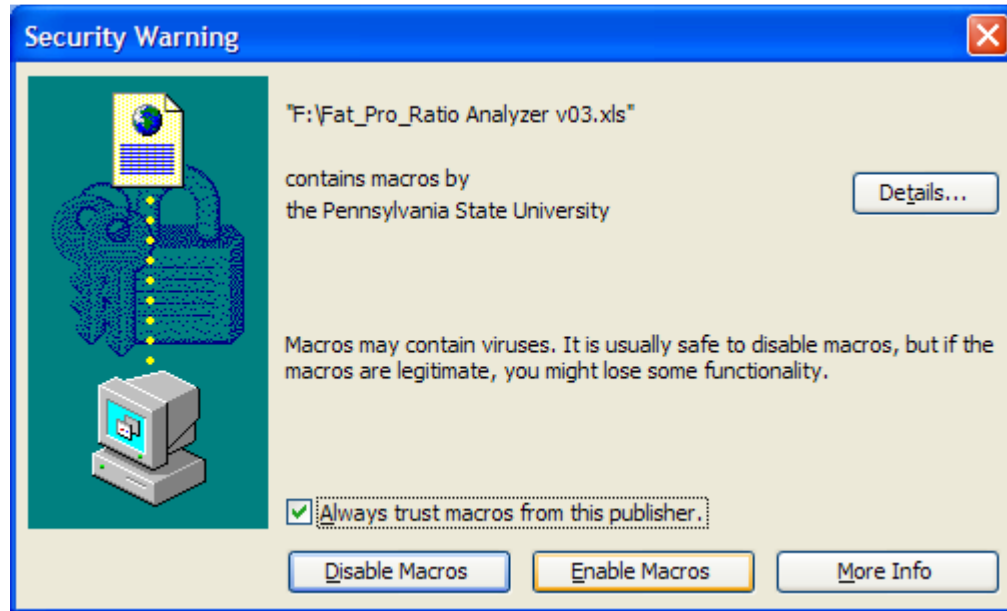 Security Warning
"F:\Fat_Pro_Ratio Analyzer v03.xls"
contains macros by
the Pennsylvania State University
Details...
Macros may contain viruses. It is usually safe to disable macros, but if the
macros are legitimate, you might lose some functionality.
Always trust macros from this publisher.
Disable Macros
Enable Macros
More Info